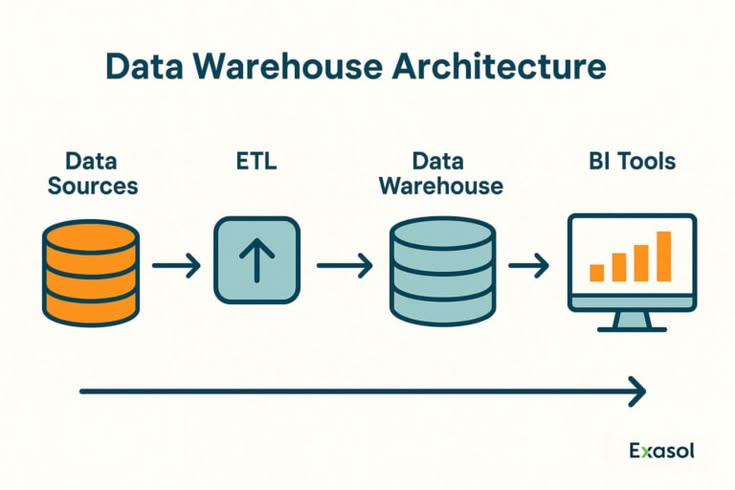 Data Warehouse Architecture
Data
Sources
ETL
Data
Warehouse
BI Tools
Exasol